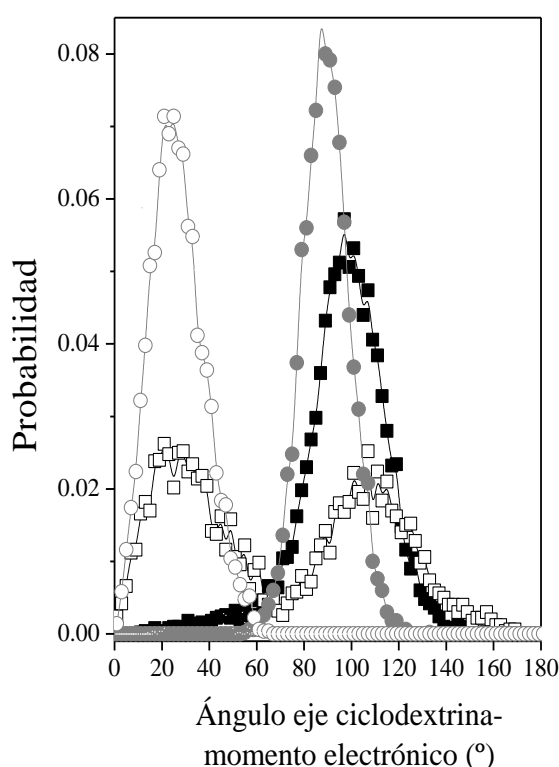 Probabilidad
0.08
0.06
0.04
0.02
0.00
0 20 40 60 80 100 120 140 160 180
Ángulo eje ciclodextrina-
momento electrónico (º)